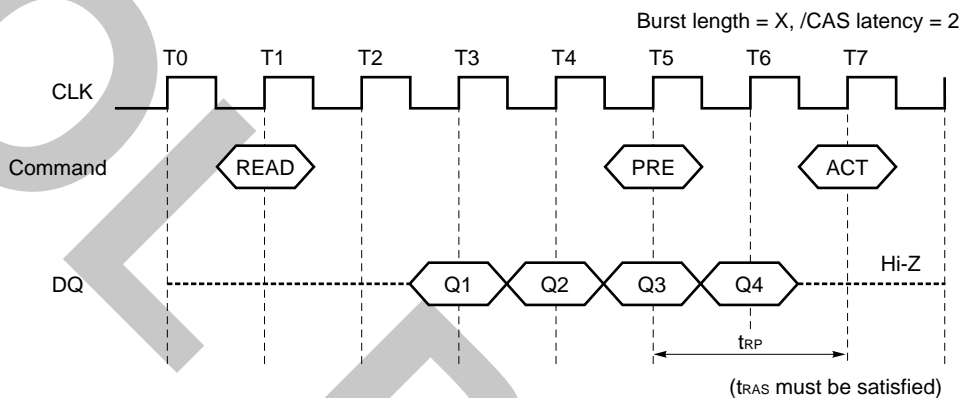 Burst length = X, /CAS latency = 2
T0 T1 T2 T3 T4 T5 T6 T7
CLK
Command READ PRE ACT
DQ Q1 Q2 Q3 Q4 Hi-Z
tRP
(tRAS must be satisfied)